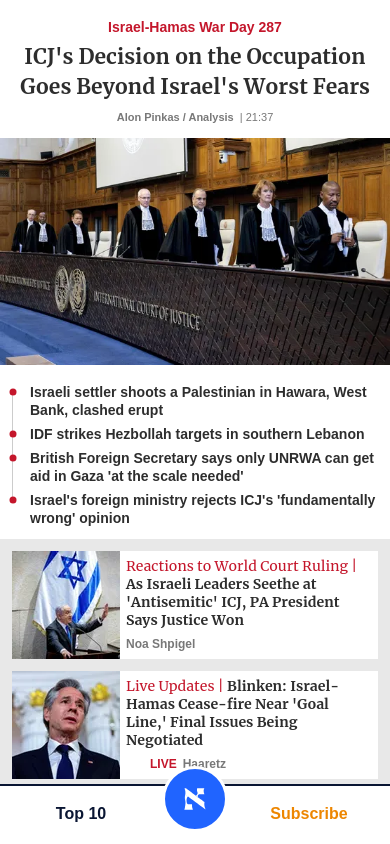 Israel-Hamas War Day 287
ICJ's Decision on the Occupation
Goes Beyond Israel's Worst Fears
Alon Pinkas / Analysis | 21:37
INTERNATIONAL COURT OF JUSTICE
Israeli settler shoots a Palestinian in Hawara, West
Bank, clashed erupt
IDF strikes Hezbollah targets in southern Lebanon
British Foreign Secretary says only UNRWA can get
aid in Gaza 'at the scale needed'
Israel's foreign ministry rejects ICJ's 'fundamentally
wrong' opinion
Reactions to World Court Ruling |
As Israeli Leaders Seethe at
'Antisemitic' ICJ, PA President
Says Justice Won
Noa Shpigel
Live Updates | Blinken: Israel-
Hamas Cease-fire Near 'Goal
Line,' Final Issues Being
Negotiated
LIVE Haaretz
Top 10
Subscribe